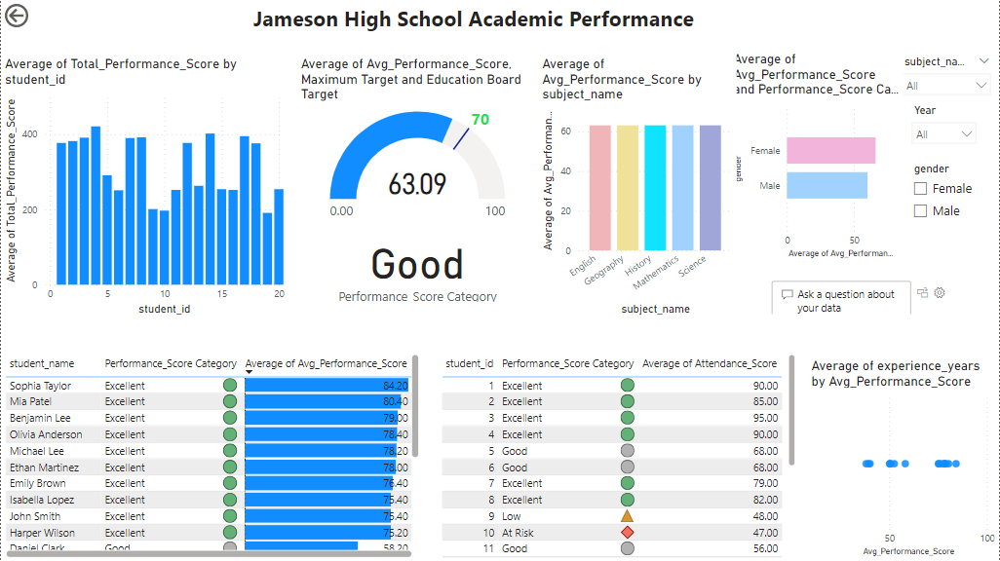 Jameson High School Academic Performance
Average of Total_Performance_Score by
student_id
Average of Total_Performance_Score
400
200
0
0
5
10
15
20
student_id
Average of Avg_Performance_Score,
Maximum Target and Education Board
Target
70
63.09
0.00
100
Good
Performance_Score Category
Average of
Avg_Performance_Score by
subject_name
Average of Avg_Performan...
60
40
20
0
English
Geography
History
Mathematics
Science
subject_name
Average of
Avg_Performance_Score
and Performance_Score Ca...
gender
Female
Male
0
50
Average of Avg_Performan...
subject_na...
All
Year
All
gender
Female
Male
Ask a question about
your data
student_name Performance_Score Category Average of Avg_Performance_Score
Sophia Taylor Excellent 84.20
Mia Patel Excellent 80.40
Benjamin Lee Excellent 79.00
Olivia Anderson Excellent 78.40
Michael Lee Excellent 78.20
Ethan Martinez Excellent 78.00
Emily Brown Excellent 76.40
Isabella Lopez Excellent 75.40
John Smith Excellent 75.40
Harper Wilson Excellent 75.20
Daniel Clark Good 58.20
student_id Performance_Score Category Average of Attendance_Score
1 Excellent 90.00
2 Excellent 85.00
3 Excellent 95.00
4 Excellent 90.00
5 Good 68.00
6 Good 68.00
7 Excellent 79.00
8 Excellent 82.00
9 Low 48.00
10 At Risk 47.00
11 Good 56.00
Average of experience_years
by Avg_Performance_Score
50
100
Avg_Performance_Score